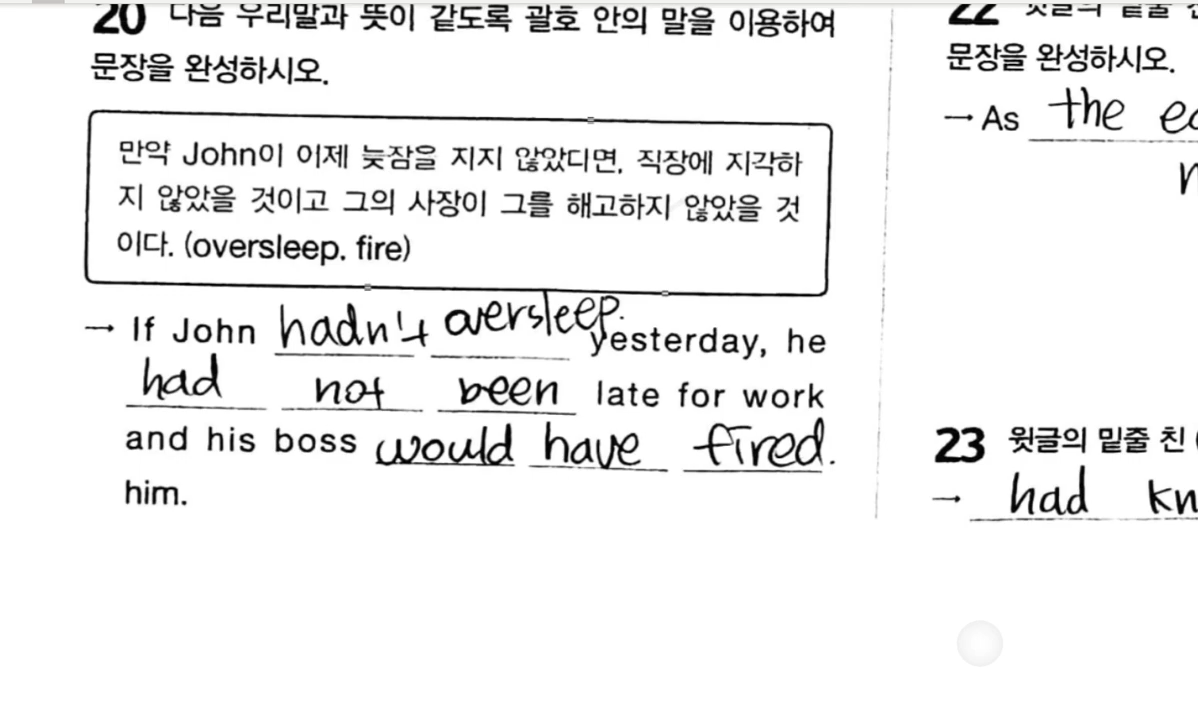 20 다음 우리말과 뜻이 같도록 괄호 안의 말을 이용하여
문장을 완성하시오.
만약 John이 이제 늦잠을 지지 않았디면, 직장에 지각하
지 않았을 것이고 그의 사장이 그를 해고하지 않았을 것
이다. (oversleep. fire)
→ If John hadn't oversleep. yesterday, he
had not been late for work
and his boss would have fired.
him.
22
문장을 완성하시오.
→ As the
23 윗글의 밑줄 친
→ had